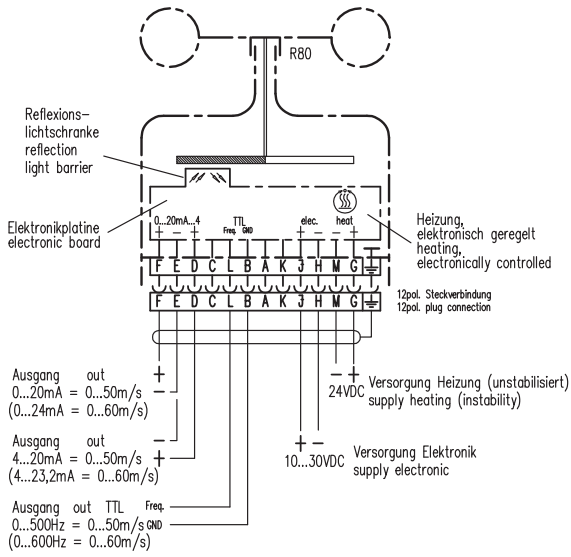 R80
Reflexions-
lichtschranke
reflection
light barrier
Elektronikplatine
electronic board
0...20mA...4 TTL elec. heat
Freq. GND
+ − + + − − +
Heizung,
elektronisch geregelt
heating,
electronically controlled
F E D C L B A K J H M G
F E D C L B A K J H M G
12pol. Steckverbindung
12pol. plug connection
Ausgang out +
0...20mA = 0...50m/s −
(0...24mA = 0...60m/s)
− +
24VDC
Versorgung Heizung (unstabilisiert)
supply heating (instability)
Ausgang out −
4...20mA = 0...50m/s +
(4...23,2mA = 0...60m/s)
+ −
10...30VDC
Versorgung Elektronik
supply electronic
Ausgang out TTL Freq.
0...500Hz = 0...50m/s GND
(0...600Hz = 0...60m/s)